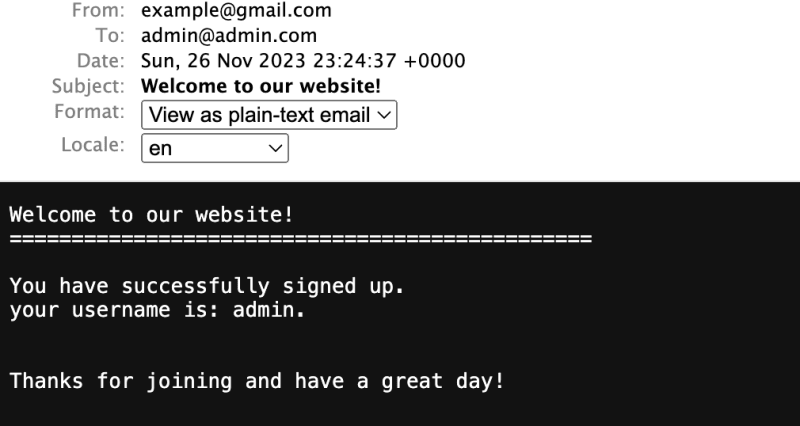 From: example@gmail.com
To: admin@admin.com
Date: Sun, 26 Nov 2023 23:24:37 +0000
Subject: Welcome to our website!
Format: View as plain-text email
Locale: en
Welcome to our website!
===============================================
You have successfully signed up.
your username is: admin.
Thanks for joining and have a great day!